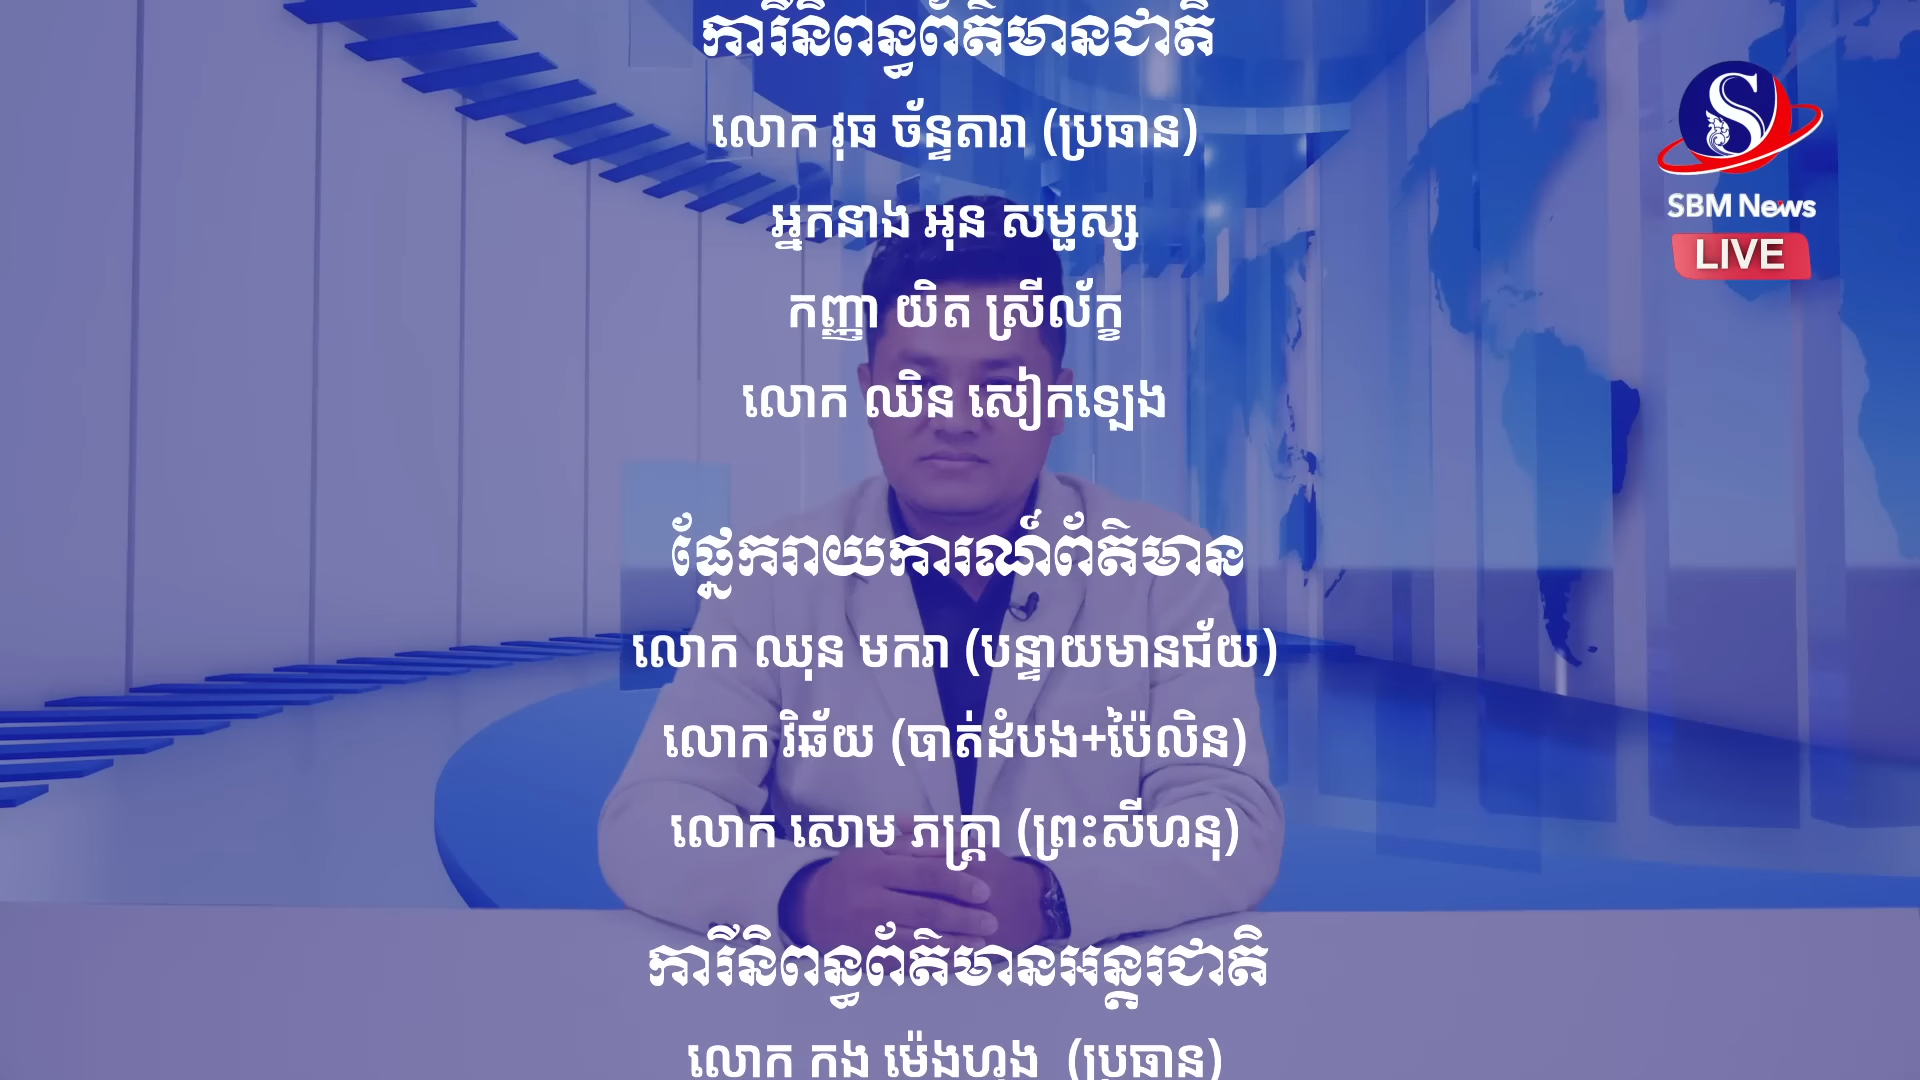 ការីនិពន្ធព័ត៌មានជាតិ
លោក វុធ ច័ន្ទតារា (ប្រធាន)
អ្នកនាង អុន សម្ផស្ស
កញ្ញា យិត ស្រីល័ក្ខ
លោក ឈិន សៀកឡេង
ផ្នែករាយការណ៍ព័ត៌មាន
លោក ឈុន មករា (បន្ទាយមានជ័យ)
លោក រិឆ័យ (បាត់ដំបង+ប៉ៃលិន)
លោក សោម ភក្ត្រា (ព្រះសីហនុ)
ការីនិពន្ធព័ត៌មានអន្តរជាតិ
លោក កង ម៉េងហុង (ប្រធាន)
S
SBM News
LIVE